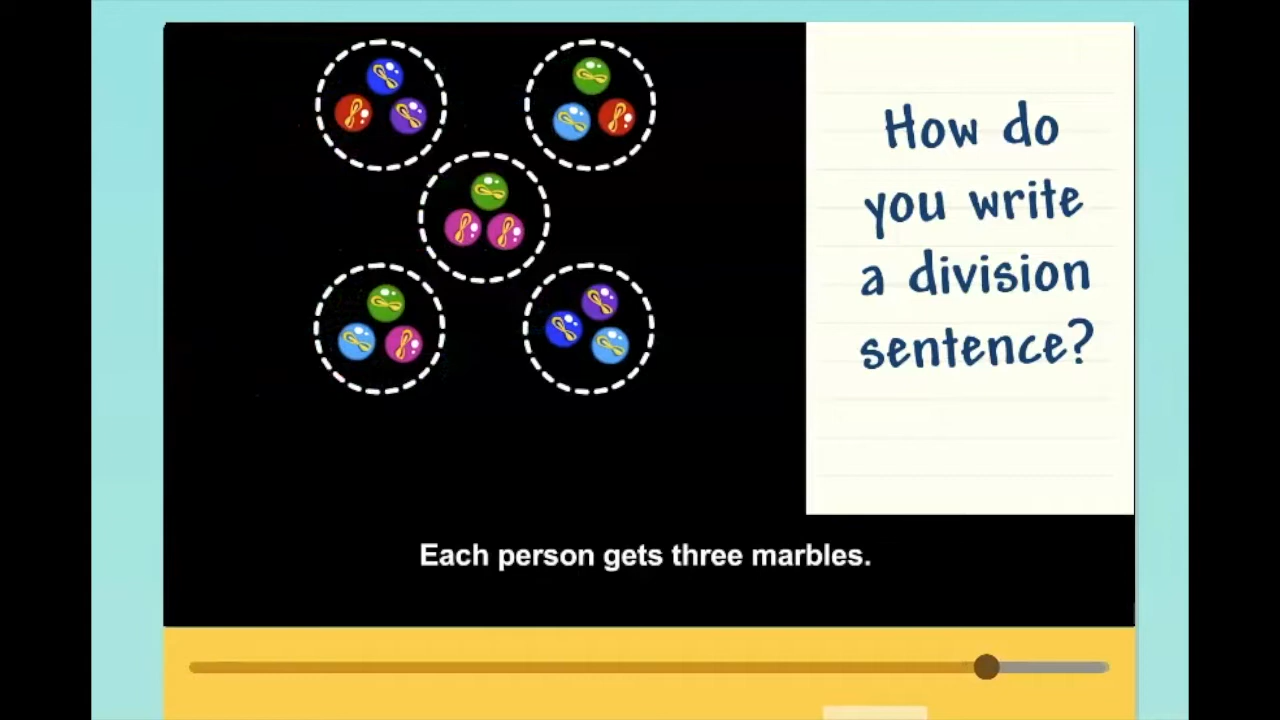 How do
you write
a division
sentence?
Each person gets three marbles.